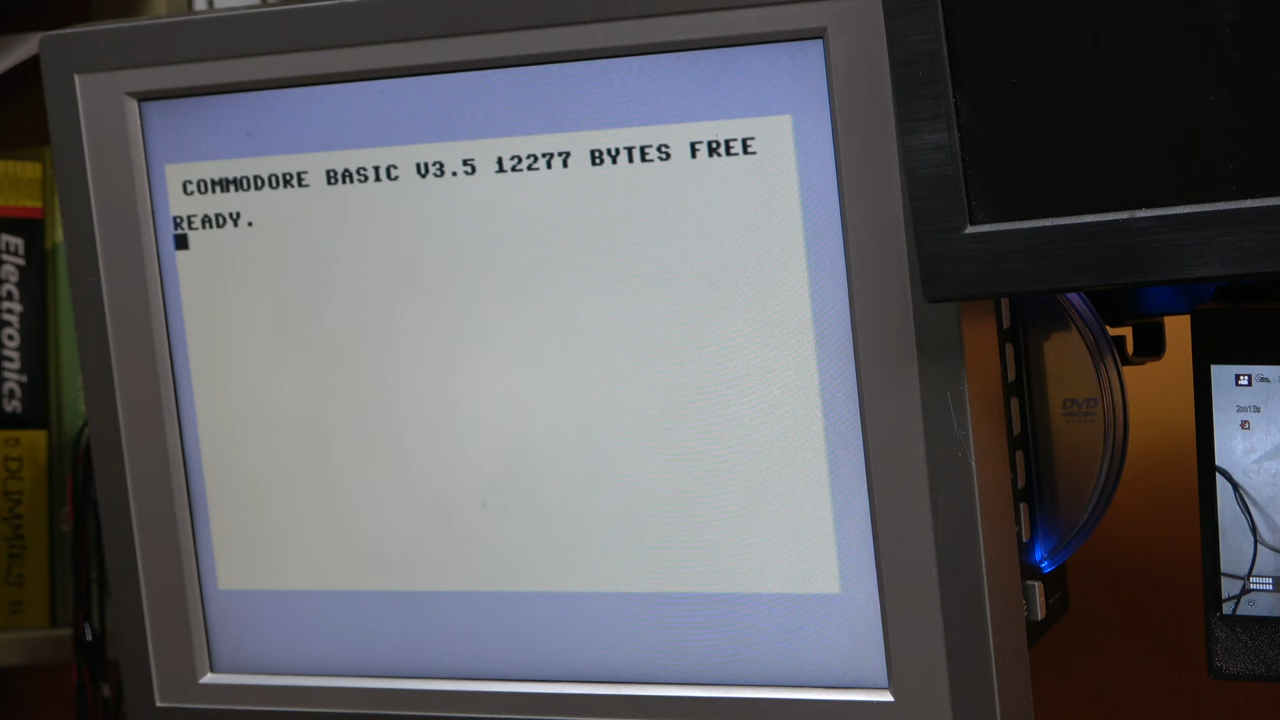 COMMODORE BASIC V3.5 12277 BYTES FREE
READY.
Electronics
DUMMIES
DVD